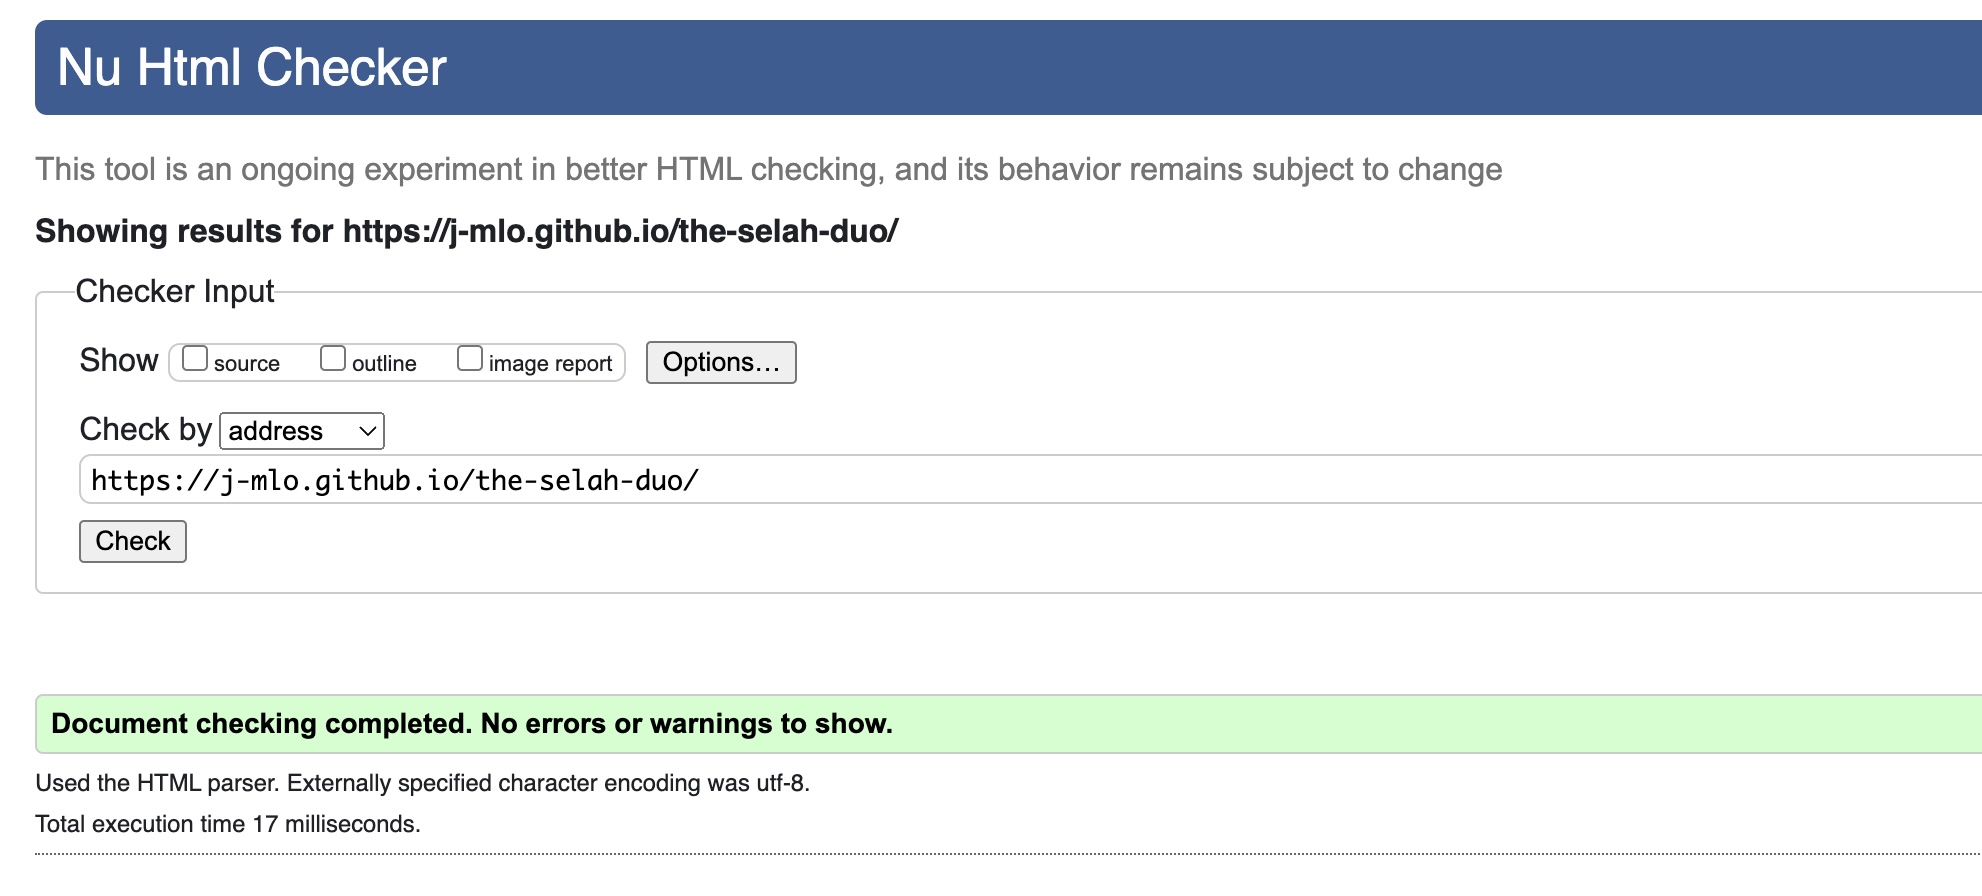 Nu Html Checker
This tool is an ongoing experiment in better HTML checking, and its behavior remains subject to change
Showing results for https://j-mlo.github.io/the-selah-duo/
Checker Input
Show source outline image report Options...
Check by address
https://j-mlo.github.io/the-selah-duo/
Check
Document checking completed. No errors or warnings to show.
Used the HTML parser. Externally specified character encoding was utf-8.
Total execution time 17 milliseconds.